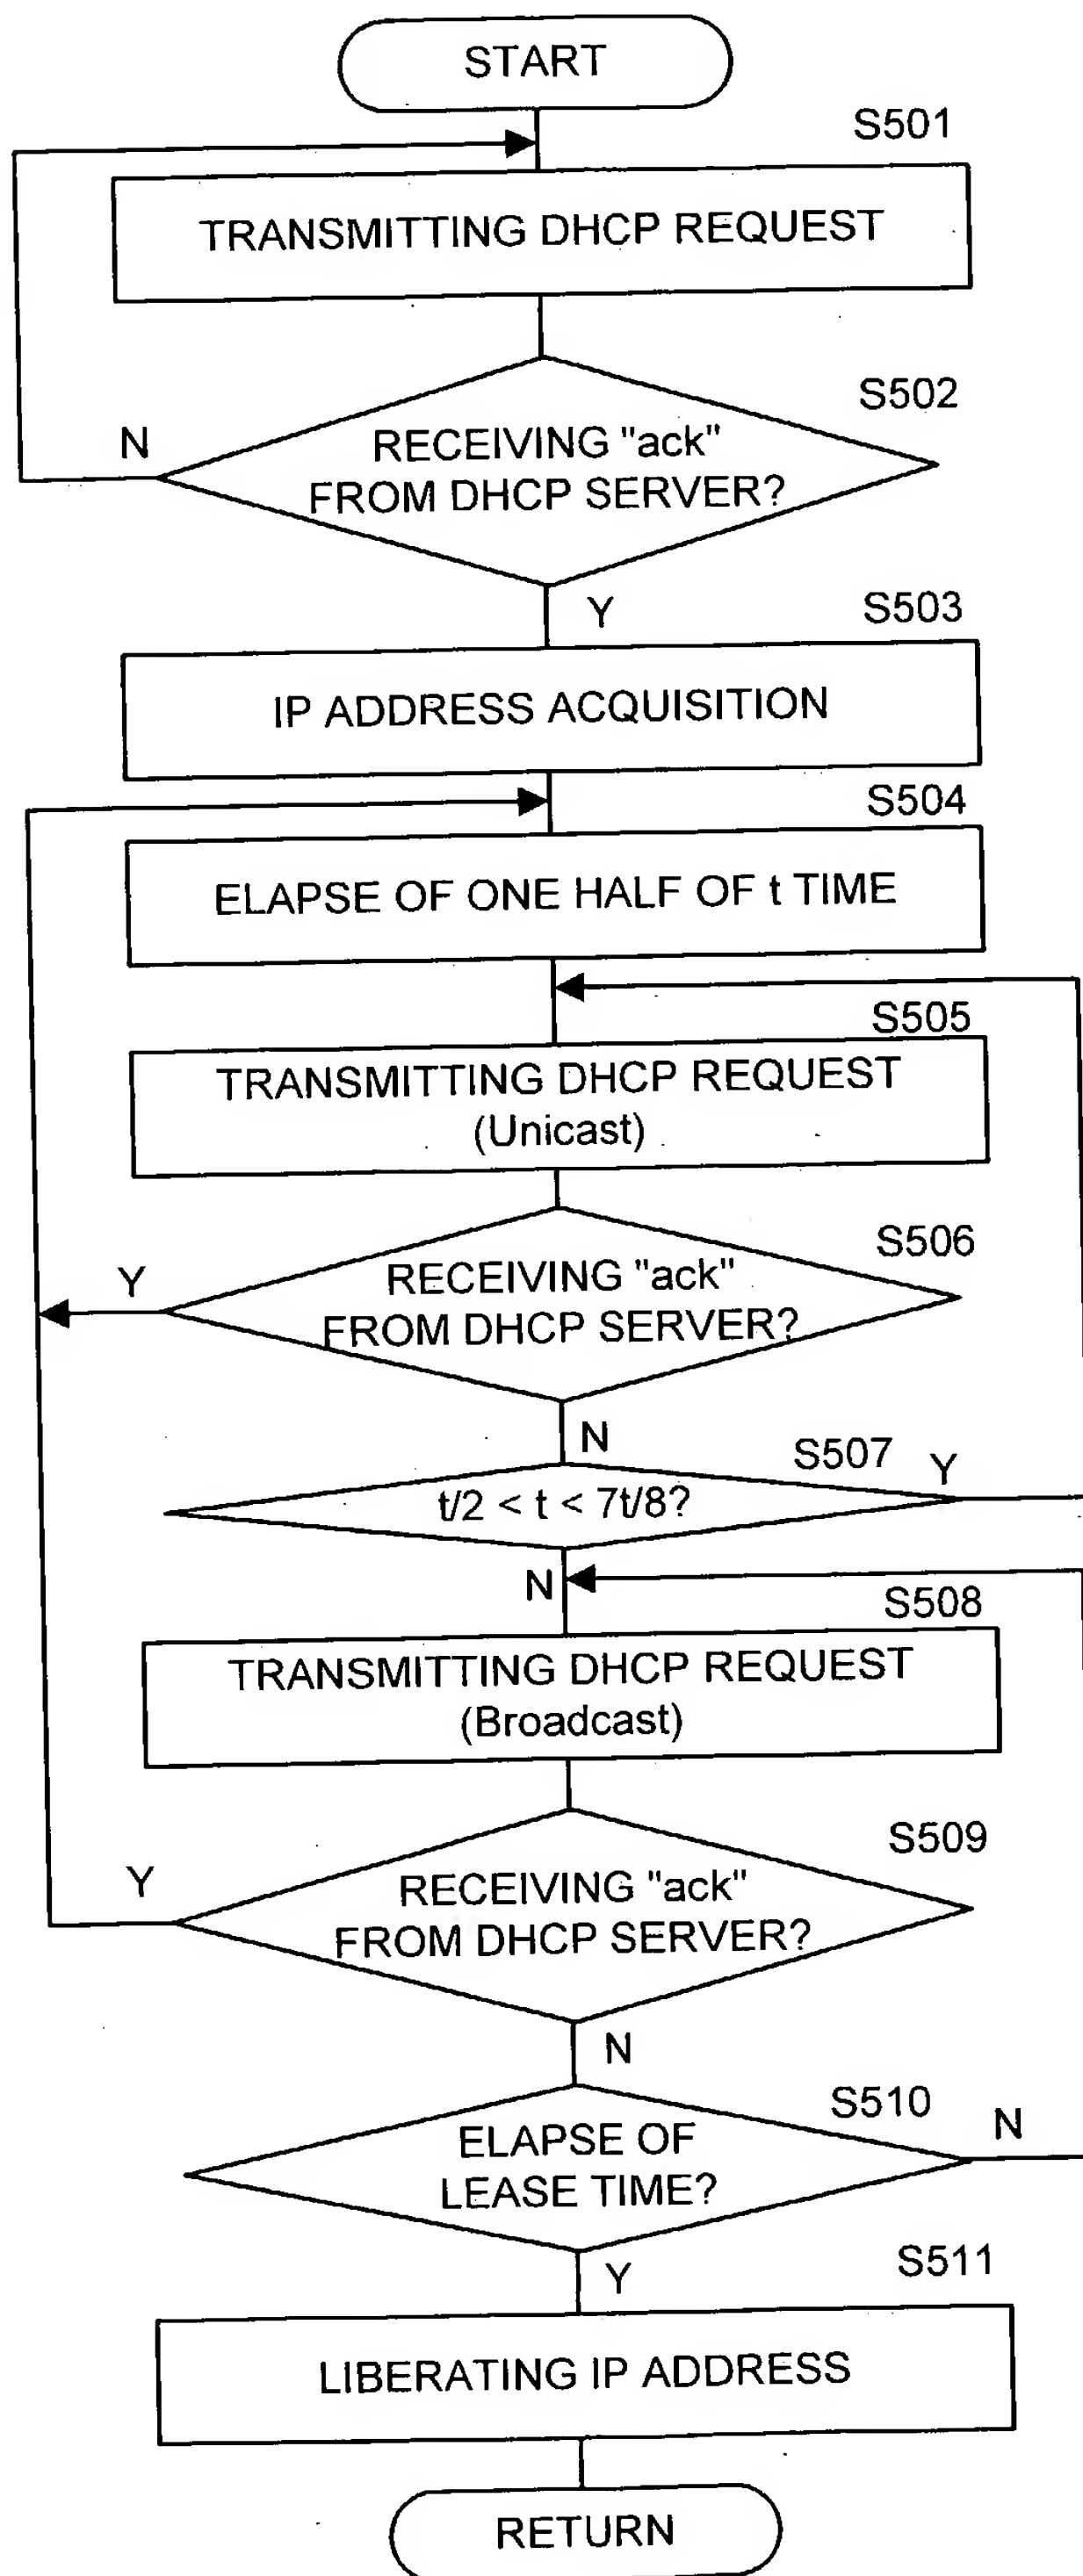 START
S501
TRANSMITTING DHCP REQUEST
S502
N
RECEIVING "ack"
FROM DHCP SERVER?
Y
S503
IP ADDRESS ACQUISITION
S504
ELAPSE OF ONE HALF OF t TIME
S505
TRANSMITTING DHCP REQUEST
(Unicast)
S506
Y
RECEIVING "ack"
FROM DHCP SERVER?
N
S507
Y
t/2 < t < 7t/8?
N
S508
TRANSMITTING DHCP REQUEST
(Broadcast)
S509
Y
RECEIVING "ack"
FROM DHCP SERVER?
N
S510
N
ELAPSE OF
LEASE TIME?
Y
S511
LIBERATING IP ADDRESS
RETURN